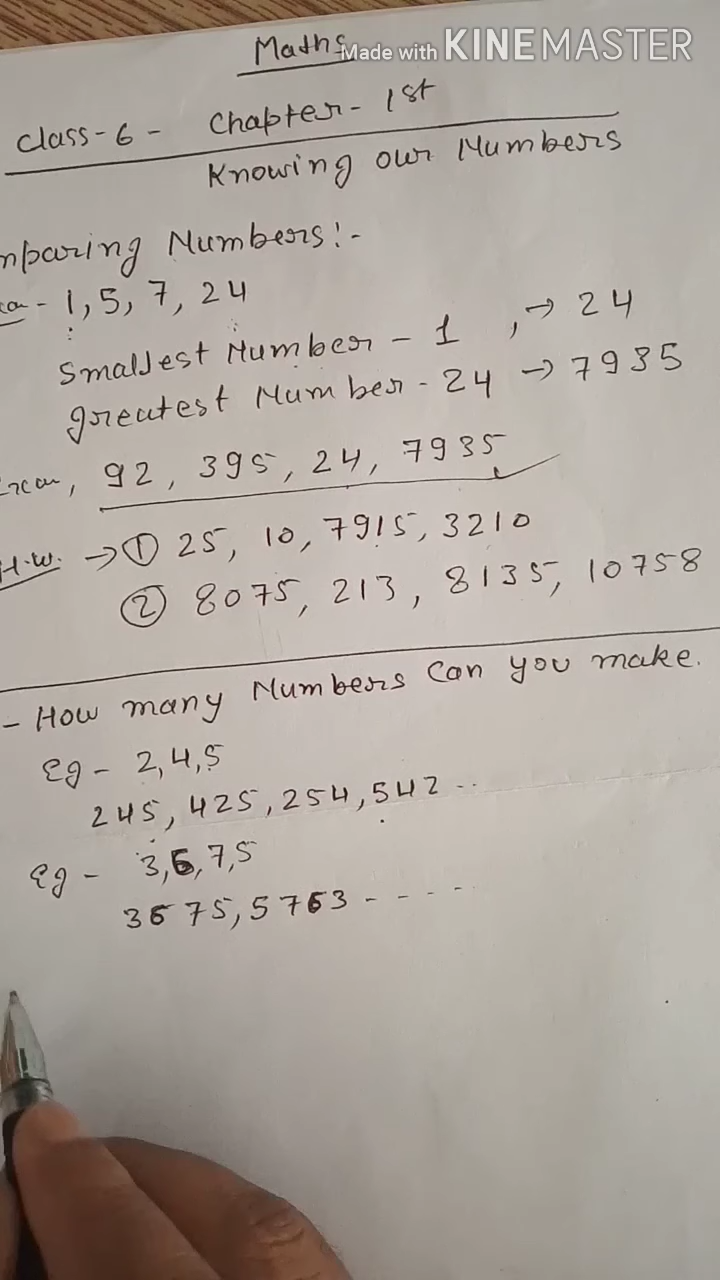 Maths
Made with KINEMASTER
Class-6 - Chapter - 1st
Knowing our Numbers
mparing Numbers:-
1, 5, 7, 24
Smallest Number - 1 , → 24
greatest Number - 24 → 7935
92, 395, 24, 7935
H.W. → ① 25, 10, 7915, 3210
② 8075, 213, 8135, 10758
- How many Numbers Can you make.
Eg - 2,4,5
245, 425, 254, 542 ..
Eg - 3,6,7,5
3675, 5763 - - - -